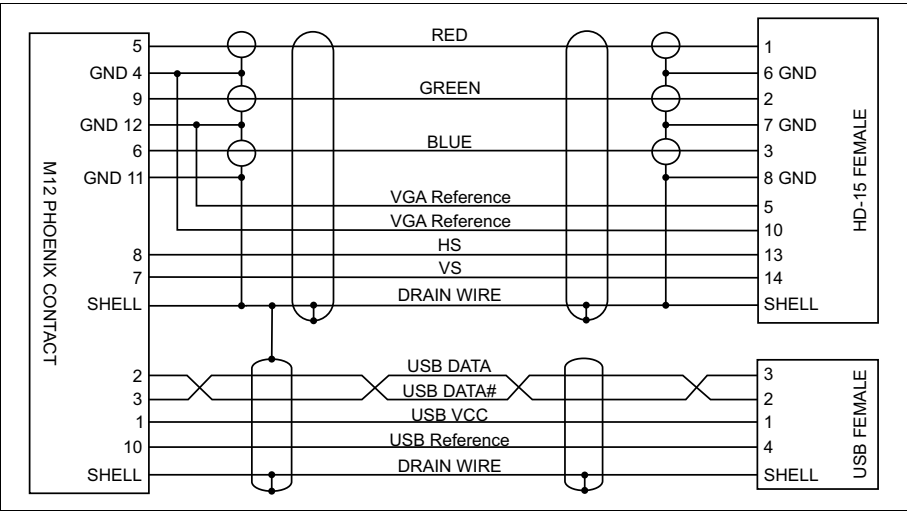 RED
5
1
GND 4
6 GND
GREEN
9
2
GND 12
7 GND
BLUE
6
3
GND 11
8 GND
VGA Reference
5
VGA Reference
10
HS
8
13
VS
7
14
DRAIN WIRE
SHELL
SHELL
M12 PHOENIX CONTACT
HD-15 FEMALE
USB DATA
2
3
USB DATA#
3
2
USB VCC
1
1
USB Reference
10
4
DRAIN WIRE
SHELL
SHELL
USB FEMALE